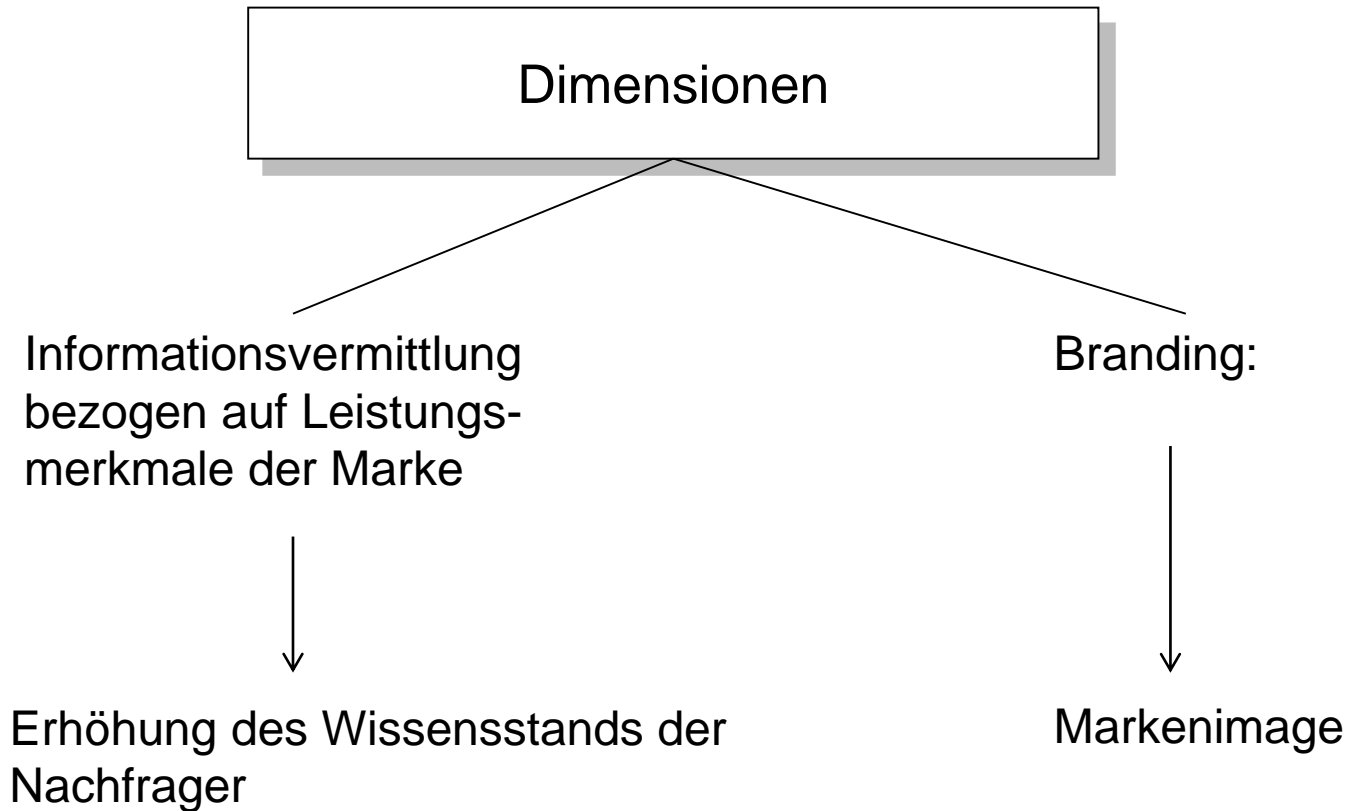 Dimensionen
Informationsvermittlung
bezogen auf Leistungs-
merkmale der Marke
Branding:
Erhöhung des Wissensstands der
Nachfrager
Markenimage